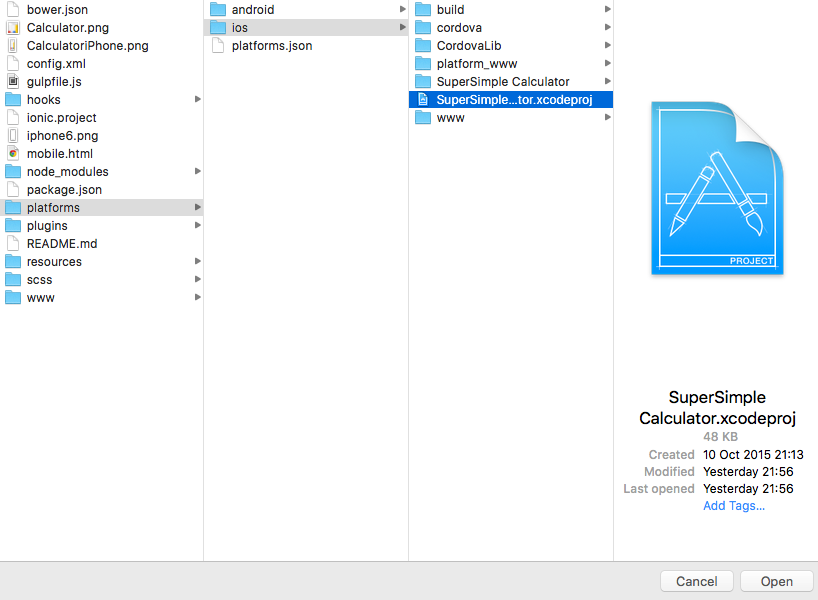 bower.json
Calculator.png
CalculatoriPhone.png
config.xml
gulpfile.js
hooks
ionic.project
iphone6.png
mobile.html
node_modules
package.json
platforms
plugins
README.md
resources
scss
www
android
ios
platforms.json
build
cordova
CordovaLib
platform_www
SuperSimple Calculator
SuperSimple...tor.xcodeproj
www
PROJECT
SuperSimple
Calculator.xcodeproj
48 KB
Created 10 Oct 2015 21:13
Modified Yesterday 21:56
Last opened Yesterday 21:56
Add Tags...
Cancel
Open